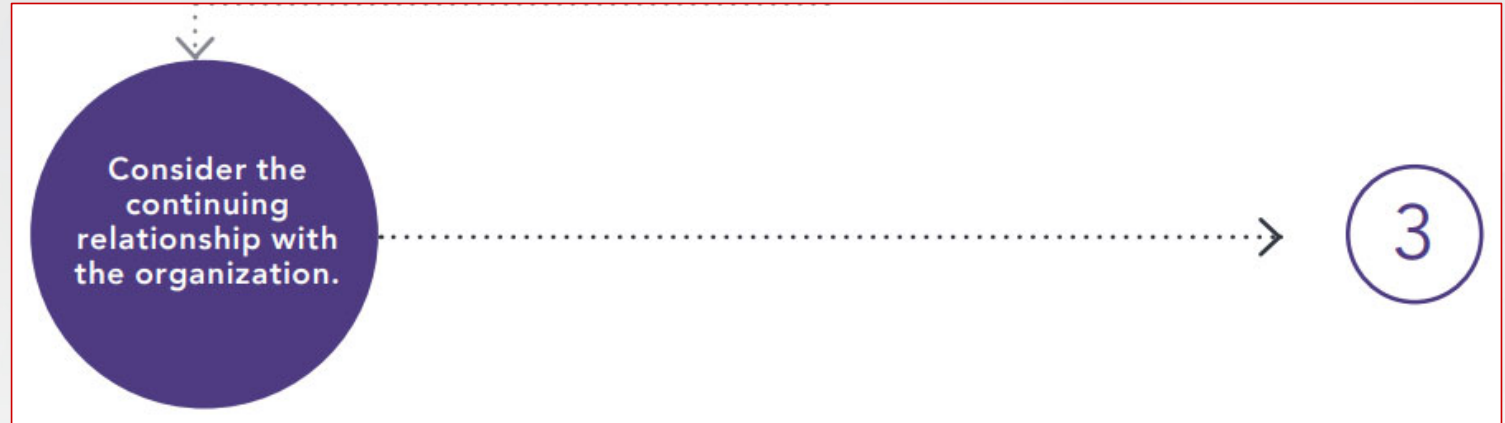 Consider the
continuing
relationship with
the organization.
3